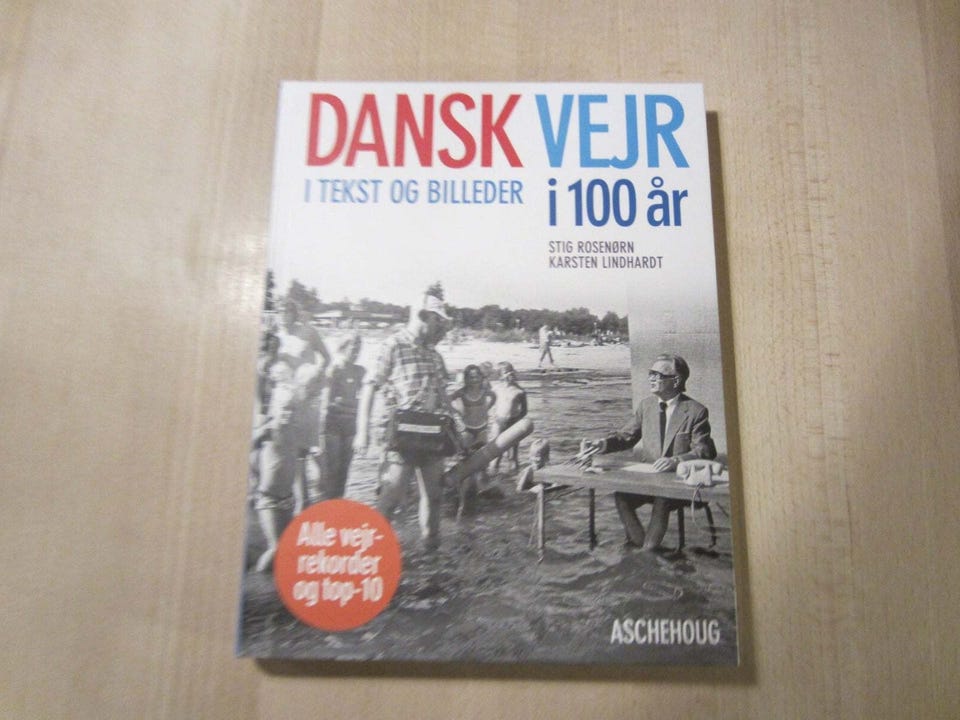 DANSK VEJR
I TEKST OG BILLEDER
i 100 år
STIG ROSENØRN
KARSTEN LINDHARDT
Alle vejr-
rekorder
og top-10
ASCHEHOUG